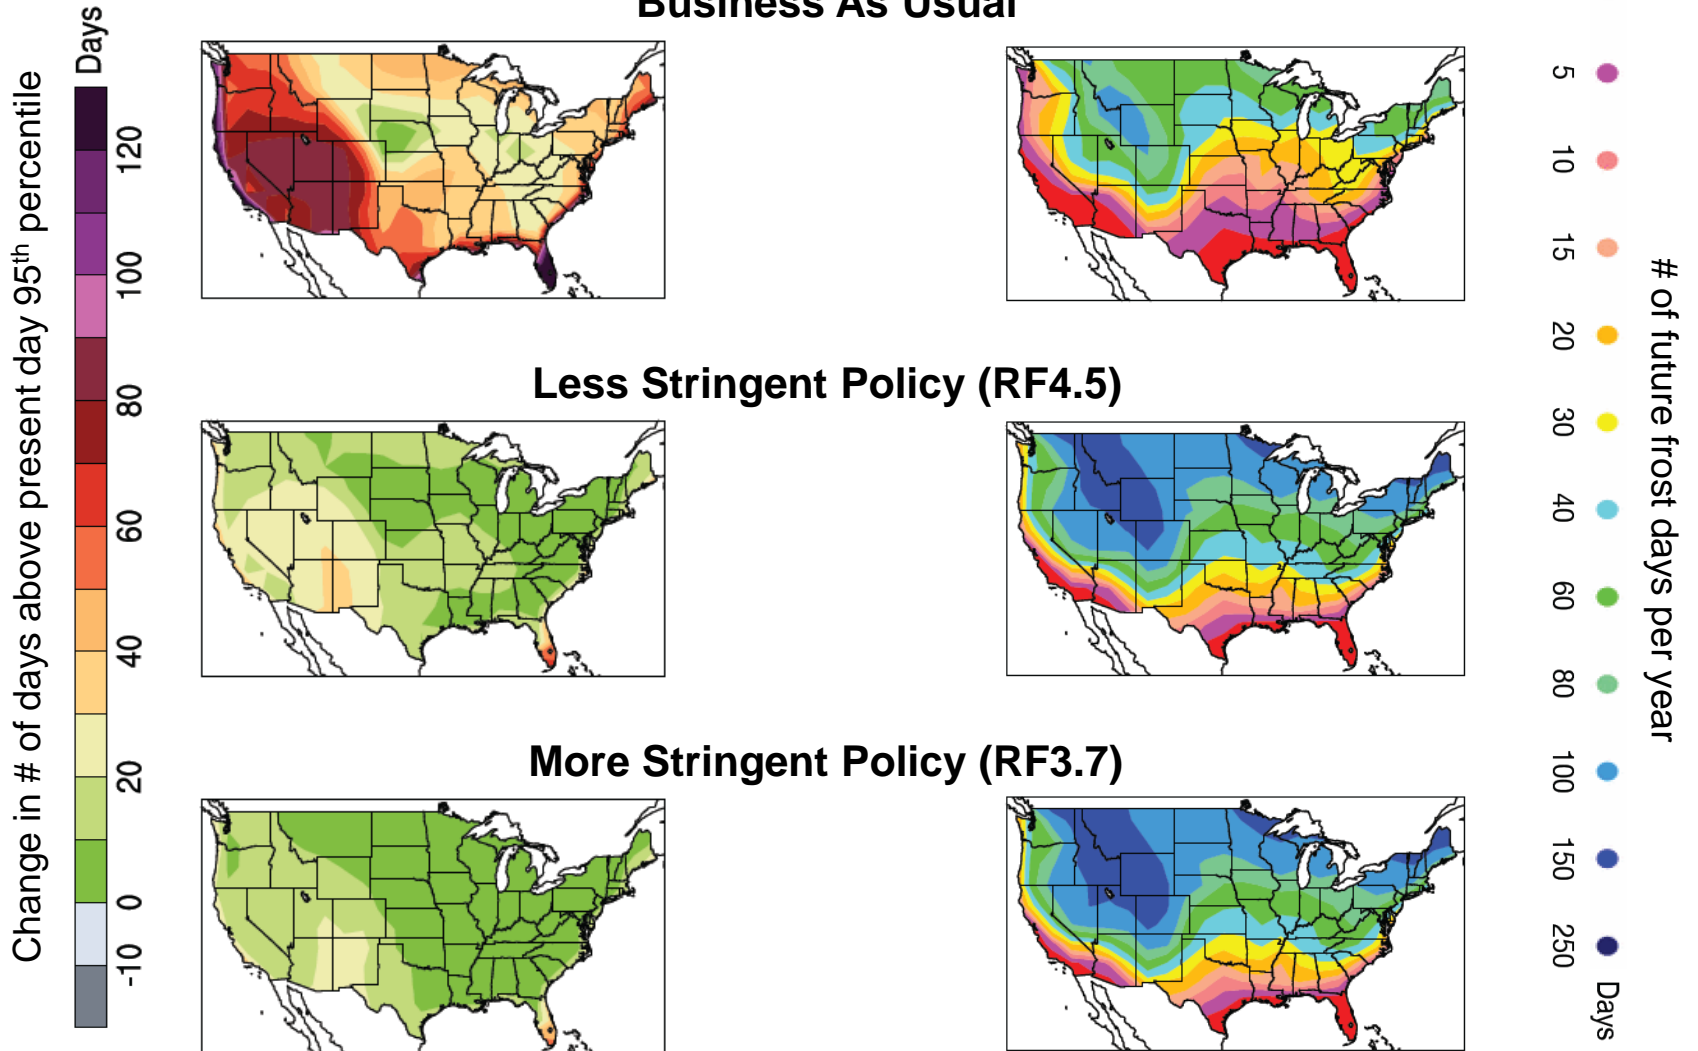 Business As Usual
Change in # of days above present day 95th percentile
Days
120
100
80
60
40
20
0
-10
Less Stringent Policy (RF4.5)
More Stringent Policy (RF3.7)
5
10
15
20
30
40
60
80
100
150
250
Days
# of future frost days per year